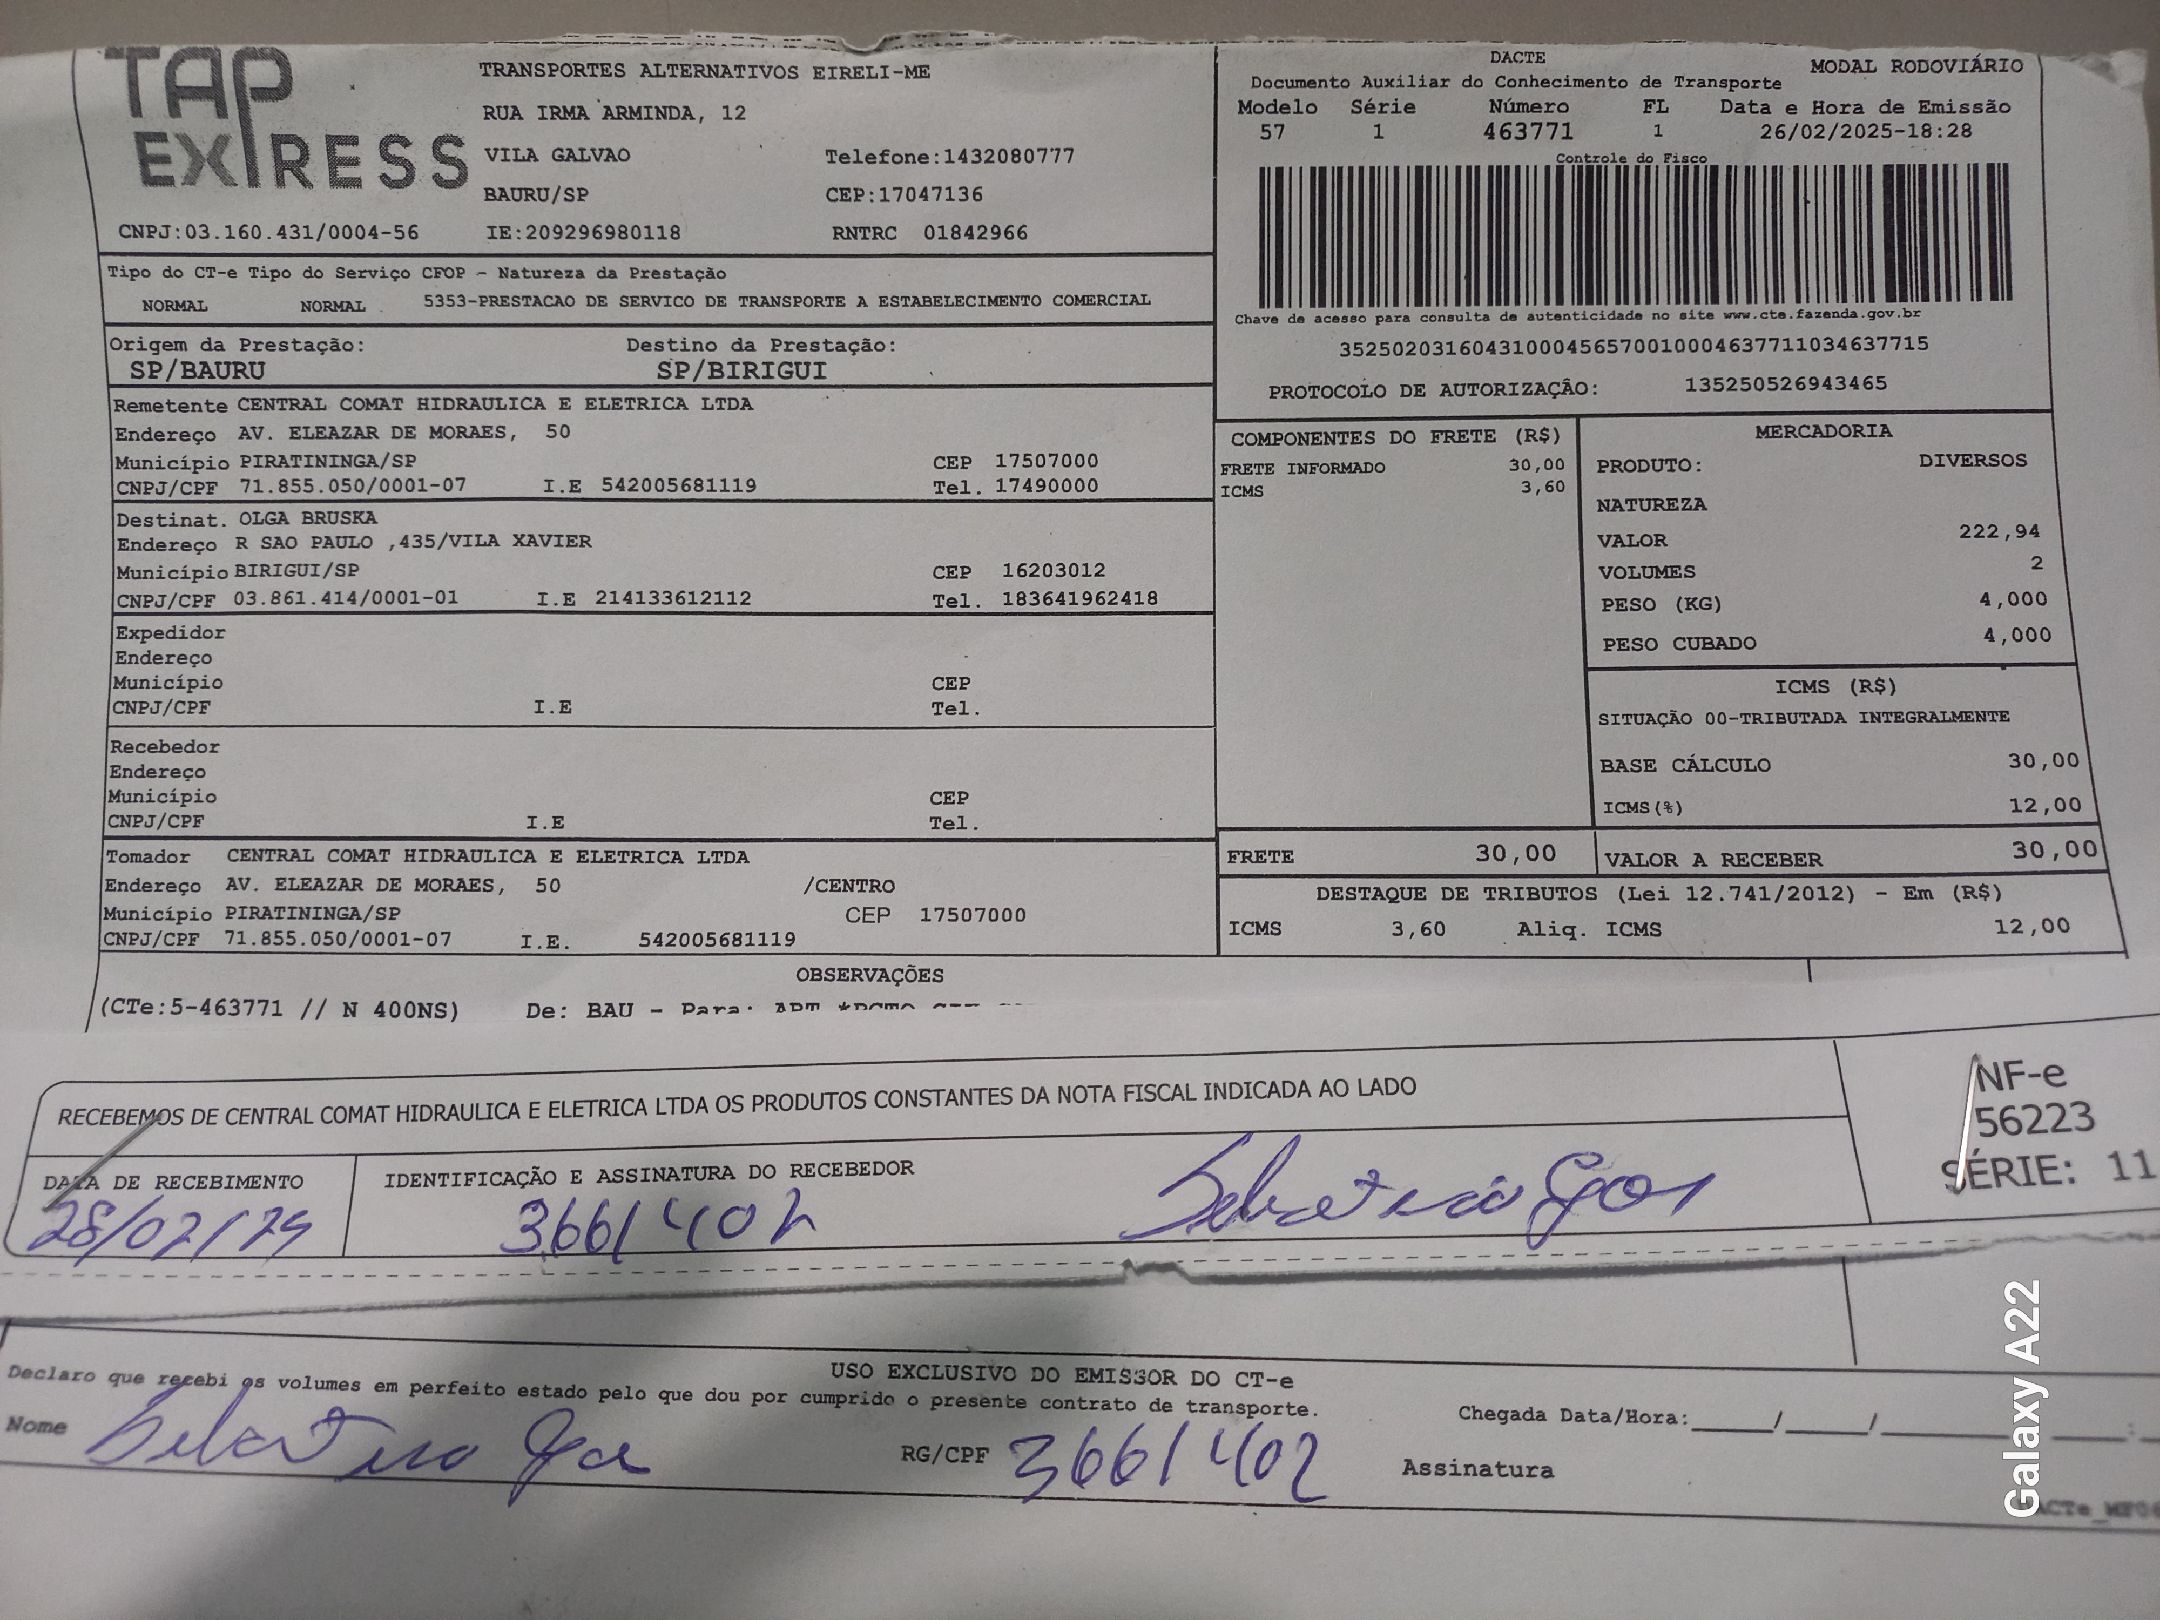 TAP EXPRESS
TRANSPORTES ALTERNATIVOS EIRELI-ME
RUA IRMA ARMINDA, 12
VILA GALVAO Telefone:1432080777
BAURU/SP CEP:17047136
CNPJ:03.160.431/0004-56 IE:209296980118 RNTRC 01842966
DACTE MODAL RODOVIÁRIO
Documento Auxiliar do Conhecimento de Transporte
Modelo Série Número FL Data e Hora de Emissão
57 1 463771 1 26/02/2025-18:28
Controle do Fisco
Chave de acesso para consulta de autenticidade no site www.cte.fazenda.gov.br
35250203160431000456570010004637711034637715
PROTOCOLO DE AUTORIZAÇÃO: 135250526943465
Tipo do CT-e Tipo do Serviço CFOP - Natureza da Prestação
NORMAL NORMAL 5353-PRESTACAO DE SERVICO DE TRANSPORTE A ESTABELECIMENTO COMERCIAL
Origem da Prestação: Destino da Prestação:
SP/BAURU SP/BIRIGUI
Remetente CENTRAL COMAT HIDRAULICA E ELETRICA LTDA
Endereço AV. ELEAZAR DE MORAES, 50
Município PIRATININGA/SP CEP 17507000
CNPJ/CPF 71.855.050/0001-07 I.E 542005681119 Tel. 17490000
Destinat. OLGA BRUSKA
Endereço R SAO PAULO ,435/VILA XAVIER
Município BIRIGUI/SP CEP 16203012
CNPJ/CPF 03.861.414/0001-01 I.E 214133612112 Tel. 183641962418
Expedidor
Endereço
Município CEP
CNPJ/CPF I.E Tel.
Recebedor
Endereço
Município CEP
CNPJ/CPF I.E Tel.
Tomador CENTRAL COMAT HIDRAULICA E ELETRICA LTDA
Endereço AV. ELEAZAR DE MORAES, 50 /CENTRO
Município PIRATININGA/SP CEP 17507000
CNPJ/CPF 71.855.050/0001-07 I.E. 542005681119
COMPONENTES DO FRETE (R$)
FRETE INFORMADO 30,00
ICMS 3,60
MERCADORIA
PRODUTO: DIVERSOS
NATUREZA
VALOR 222,94
VOLUMES 2
PESO (KG) 4,000
PESO CUBADO 4,000
ICMS (R$)
SITUAÇÃO 00-TRIBUTADA INTEGRALMENTE
BASE CÁLCULO 30,00
ICMS(%) 12,00
FRETE 30,00 VALOR A RECEBER 30,00
DESTAQUE DE TRIBUTOS (Lei 12.741/2012) - Em (R$)
ICMS 3,60 Aliq. ICMS 12,00
OBSERVAÇÕES
(CTe:5-463771 // N 400NS) De: BAU - Para:
RECEBEMOS DE CENTRAL COMAT HIDRAULICA E ELETRICA LTDA OS PRODUTOS CONSTANTES DA NOTA FISCAL INDICADA AO LADO
NF-e
56223
SÉRIE: 11
DATA DE RECEBIMENTO IDENTIFICAÇÃO E ASSINATURA DO RECEBEDOR
3661402
USO EXCLUSIVO DO EMISSOR DO CT-e
Declaro que recebi os volumes em perfeito estado pelo que dou por cumprido o presente contrato de transporte.
Nome RG/CPF 3661402
Chegada Data/Hora:____/____/____ ____:
Assinatura
Galaxy A22